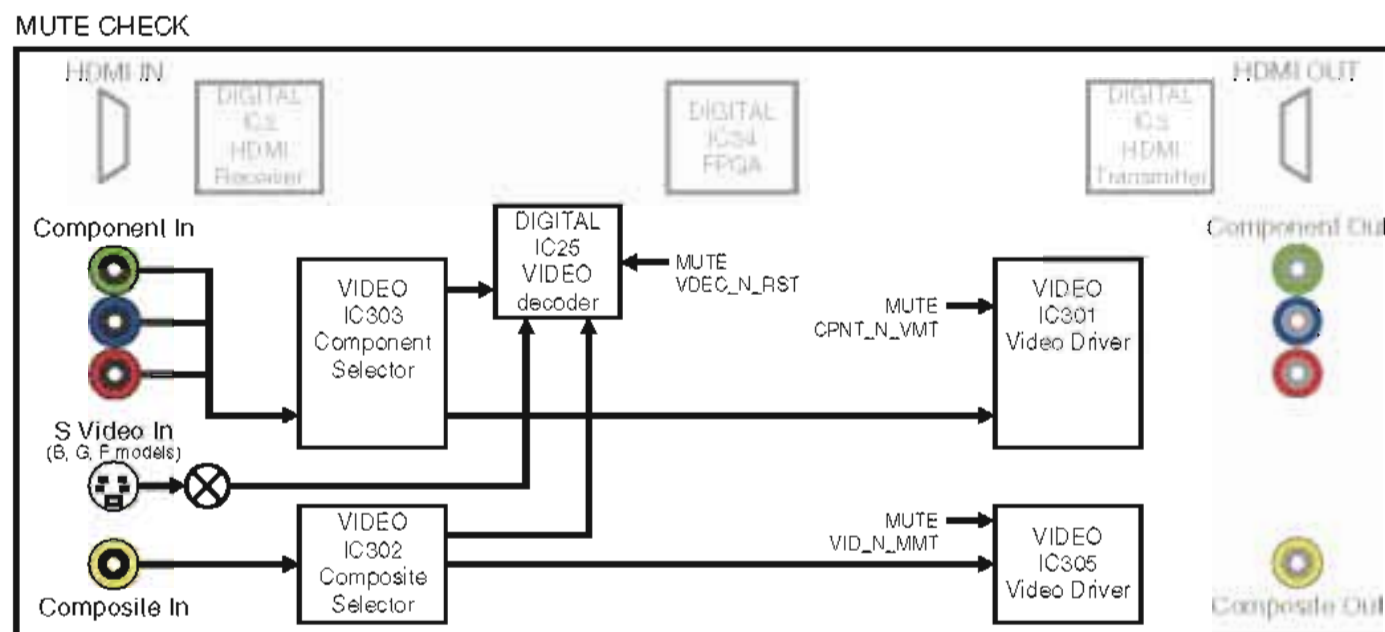 MUTE CHECK
HDMI IN
DIGITAL
HDMI
Receiver
DIGITAL
IC34
FPGA
DIGITAL
HDMI
Transmitter
HDMI OUT
Component In
DIGITAL
IC25
VIDEO
decoder
MUTE
VDEC_N_RST
Component Out
VIDEO
IC303
Component
Selector
MUTE
CPNT_N_VMT
VIDEO
IC301
Video Driver
S Video In
(B, G, F models)
VIDEO
IC302
Composite
Selector
MUTE
VID_N_MMT
VIDEO
IC305
Video Driver
Composite In
Composite Out